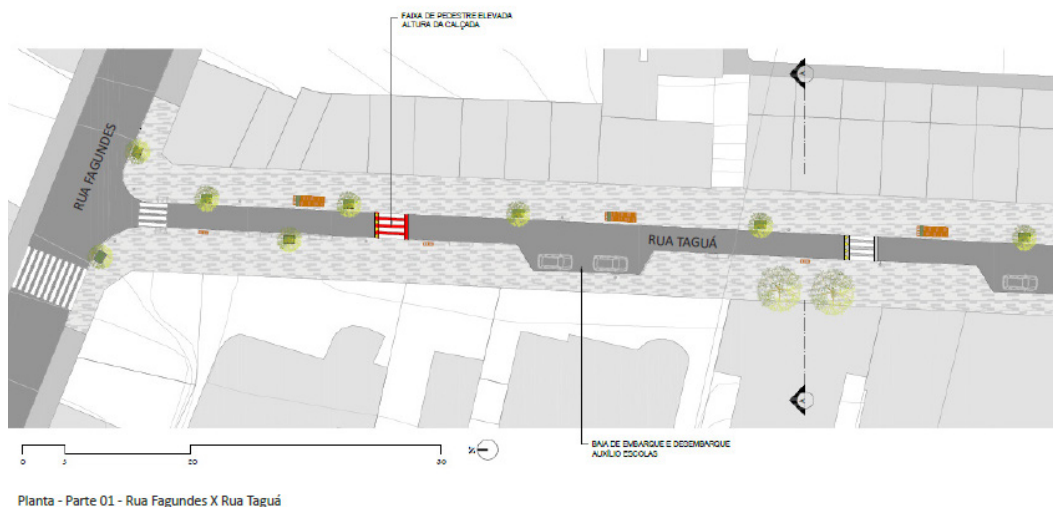 FAIXA DE PEDESTRE ELEVADA
ALTURA DA CALÇADA
RUA FAGUNDES
RUA TAGUÁ
A
A
BAIA DE EMBARQUE E DESEMBARQUE
AUXÍLIO ESCOLAS
0 5 20 30
Planta - Parte 01 - Rua Fagundes X Rua Taguá